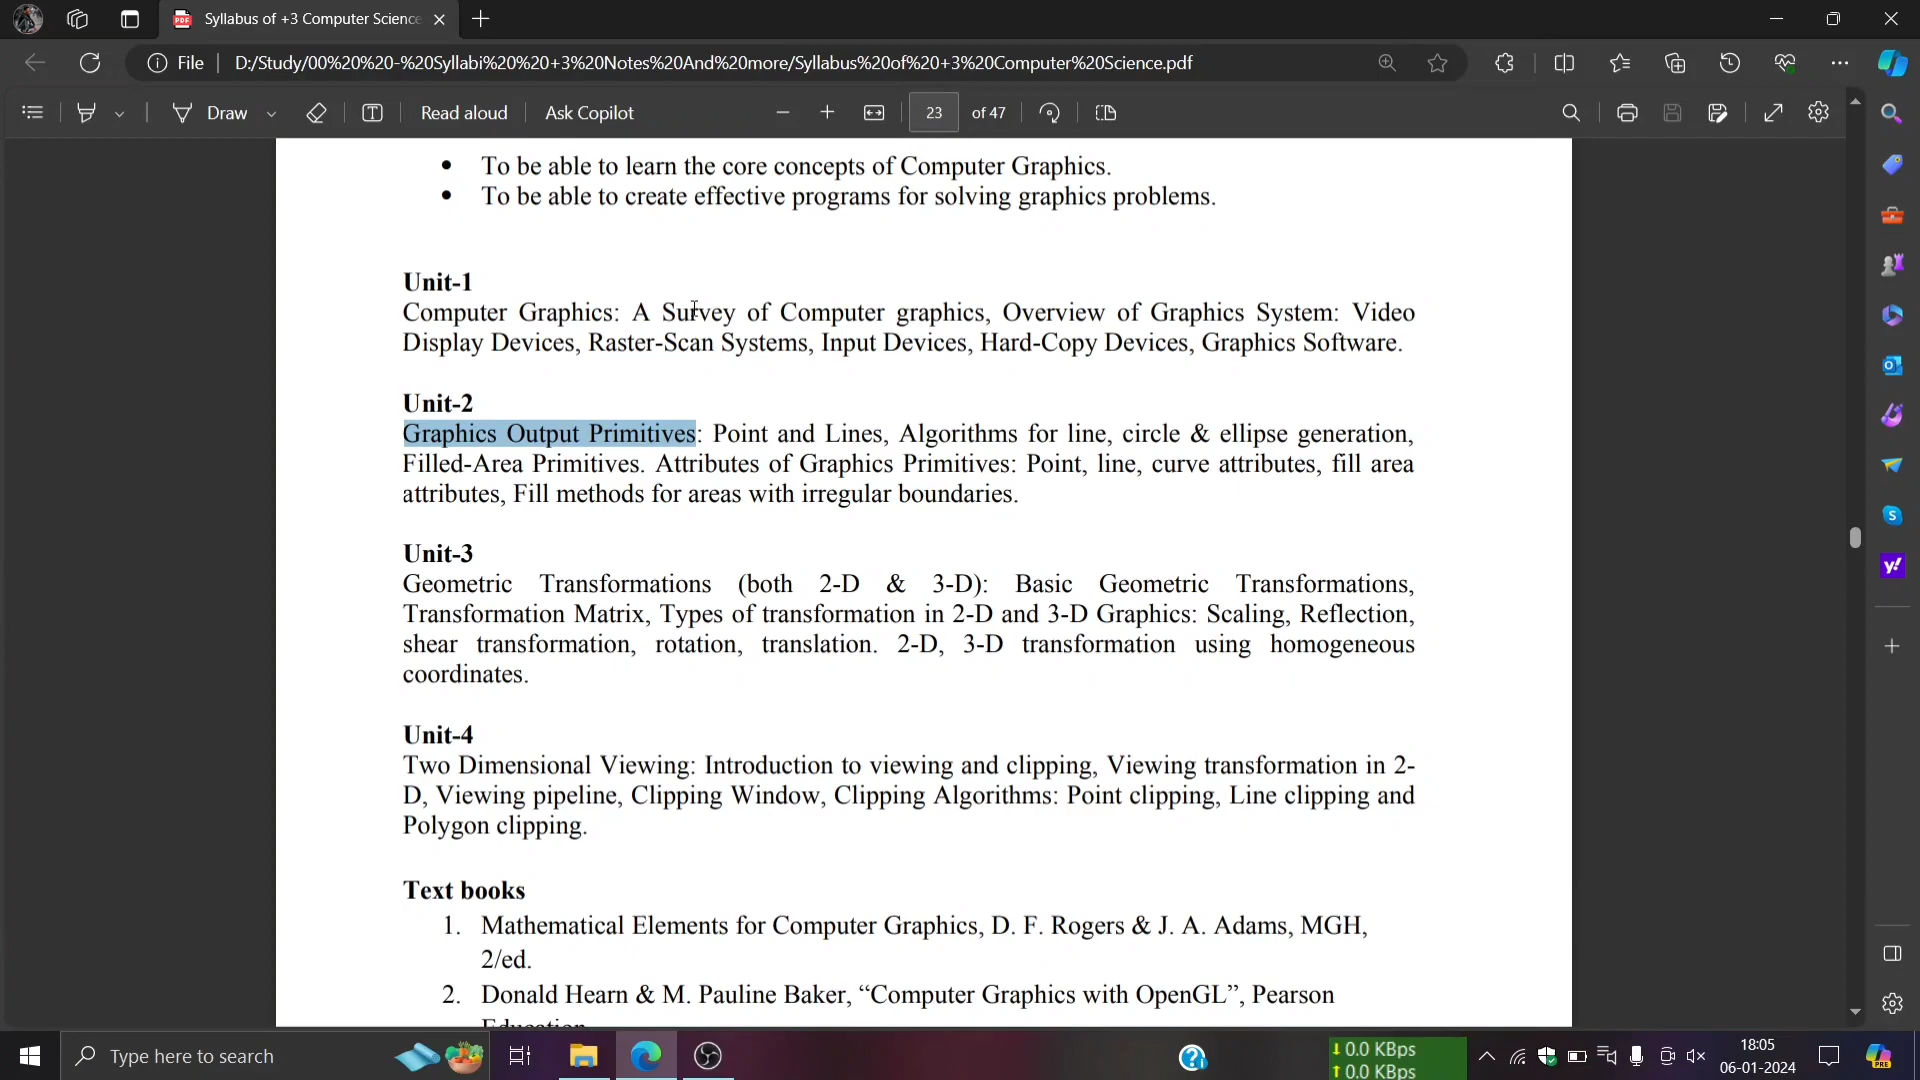 Syllabus of +3 Computer Science
File
D:/Study/00%20%20-%20Syllabi%20%20+3%20Notes%20And%20more/Syllabus%20of%20+3%20Computer%20Science.pdf
Draw
Read aloud
Ask Copilot
23
of 47
• To be able to learn the core concepts of Computer Graphics.
• To be able to create effective programs for solving graphics problems.
Unit-1
Computer Graphics: A Survey of Computer graphics, Overview of Graphics System: Video
Display Devices, Raster-Scan Systems, Input Devices, Hard-Copy Devices, Graphics Software.
Unit-2
Graphics Output Primitives: Point and Lines, Algorithms for line, circle & ellipse generation,
Filled-Area Primitives. Attributes of Graphics Primitives: Point, line, curve attributes, fill area
attributes, Fill methods for areas with irregular boundaries.
Unit-3
Geometric Transformations (both 2-D & 3-D): Basic Geometric Transformations,
Transformation Matrix, Types of transformation in 2-D and 3-D Graphics: Scaling, Reflection,
shear transformation, rotation, translation. 2-D, 3-D transformation using homogeneous
coordinates.
Unit-4
Two Dimensional Viewing: Introduction to viewing and clipping, Viewing transformation in 2-
D, Viewing pipeline, Clipping Window, Clipping Algorithms: Point clipping, Line clipping and
Polygon clipping.
Text books
1. Mathematical Elements for Computer Graphics, D. F. Rogers & J. A. Adams, MGH,
2/ed.
2. Donald Hearn & M. Pauline Baker, “Computer Graphics with OpenGL”, Pearson
Education
Type here to search
0.0 KBps
0.0 KBps
18:05
06-01-2024